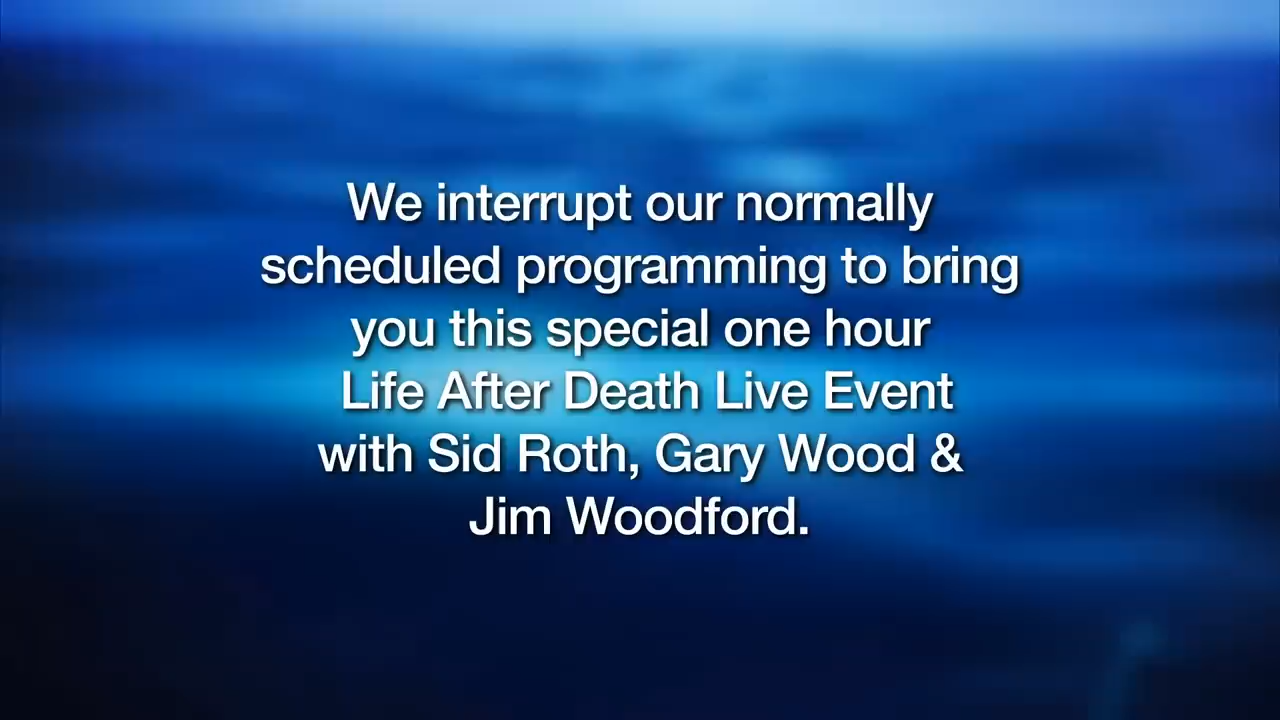 We interrupt our normally
scheduled programming to bring
you this special one hour
Life After Death Live Event
with Sid Roth, Gary Wood &
Jim Woodford.